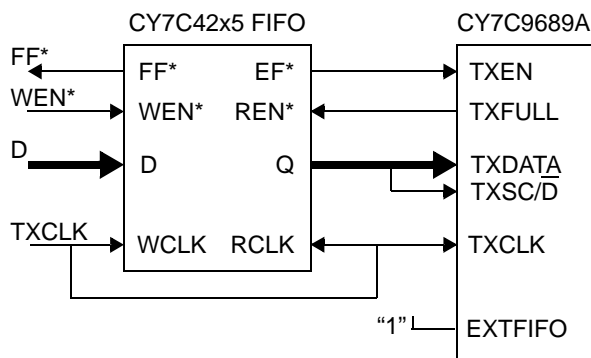 CY7C42x5 FIFO
CY7C9689A
FF*
FF*
EF*
TXEN
WEN*
WEN*
REN*
TXFULL
D
D
Q
TXDATA
TXSC/D̅
TXCLK
WCLK
RCLK
TXCLK
“1”
EXTFIFO